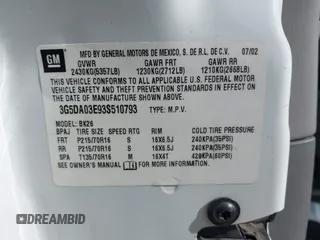 GM
MFD BY GENERAL MOTORS DE MEXICO, S. DE R.L. DE C.V. 07/02
GVWR GAWR FRT GAWR RR
2430KG(5357LB) 1230KG(2712LB) 1210KG(2668LB)
THIS VEHICLE CONFORMS TO ALL APPLICABLE U.S. FEDERAL
MOTOR VEHICLE SAFETY, BUMPER, AND THEFT PREVENTION
STANDARDS IN EFFECT ON THE DATE OF MANUFACTURE SHOWN ABOVE.
3G5DA03E93S510793 TYPE: M.P.V.
MODEL: BK26
BPAJ TIRE SIZE SPEED RTG RIM COLD TIRE PRESSURE
FRT P215/70R16 S 16X6.5J 240KPA(35PSI)
RR P215/70R16 S 16X6.5J 240KPA(35PSI)
SPA T135/70R16 M 16X4T 420KPA(60PSI)
SEE OWNER'S MANUAL FOR ADDITIONAL INFORMATION
DREAMBID